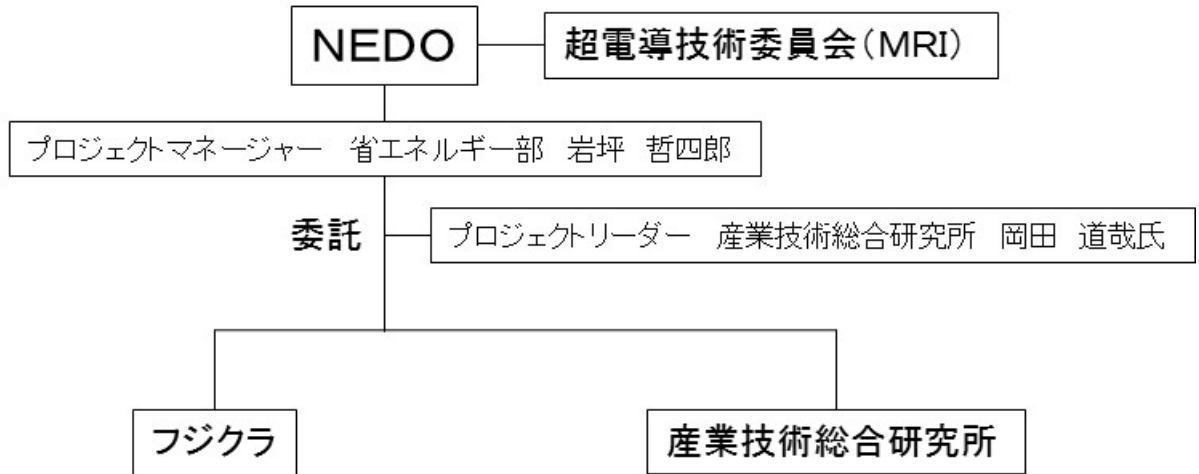 NEDO
超電導技術委員会(MRI)
プロジェクトマネージャー 省エネルギー部 岩坪 哲四郎
委託
プロジェクトリーダー 産業技術総合研究所 岡田 道哉氏
フジクラ
産業技術総合研究所